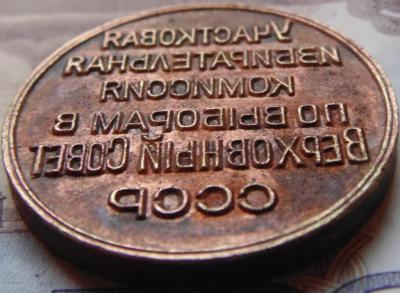 УЧАСТКОВАЯ
ИЗБИРАТЕЛЬНАЯ
КОМИССИЯ
ПО ВЫБОРАМ В
ВЕРХОВНЫЙ СОВЕТ
СССР